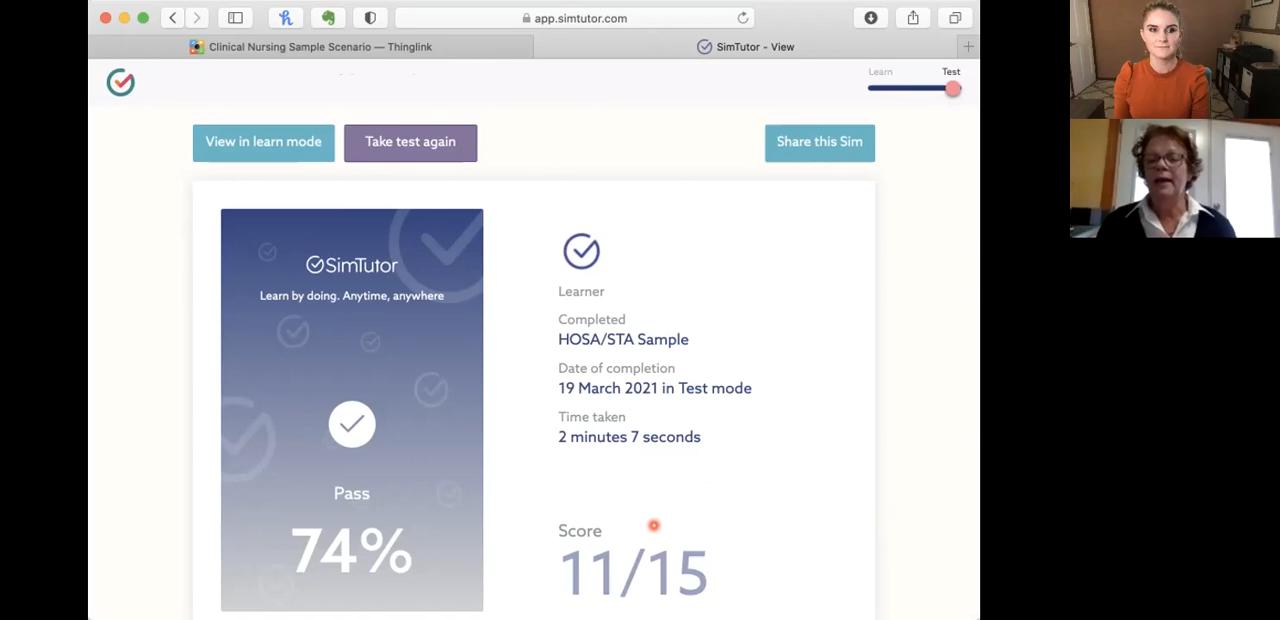 app.simtutor.com
Clinical Nursing Sample Scenario — Thinglink
SimTutor - View
Learn
Test
View in learn mode
Take test again
Share this Sim
SimTutor
Learn by doing. Anytime, anywhere
Pass
74%
Learner
Completed
HOSA/STA Sample
Date of completion
19 March 2021 in Test mode
Time taken
2 minutes 7 seconds
Score
11/15